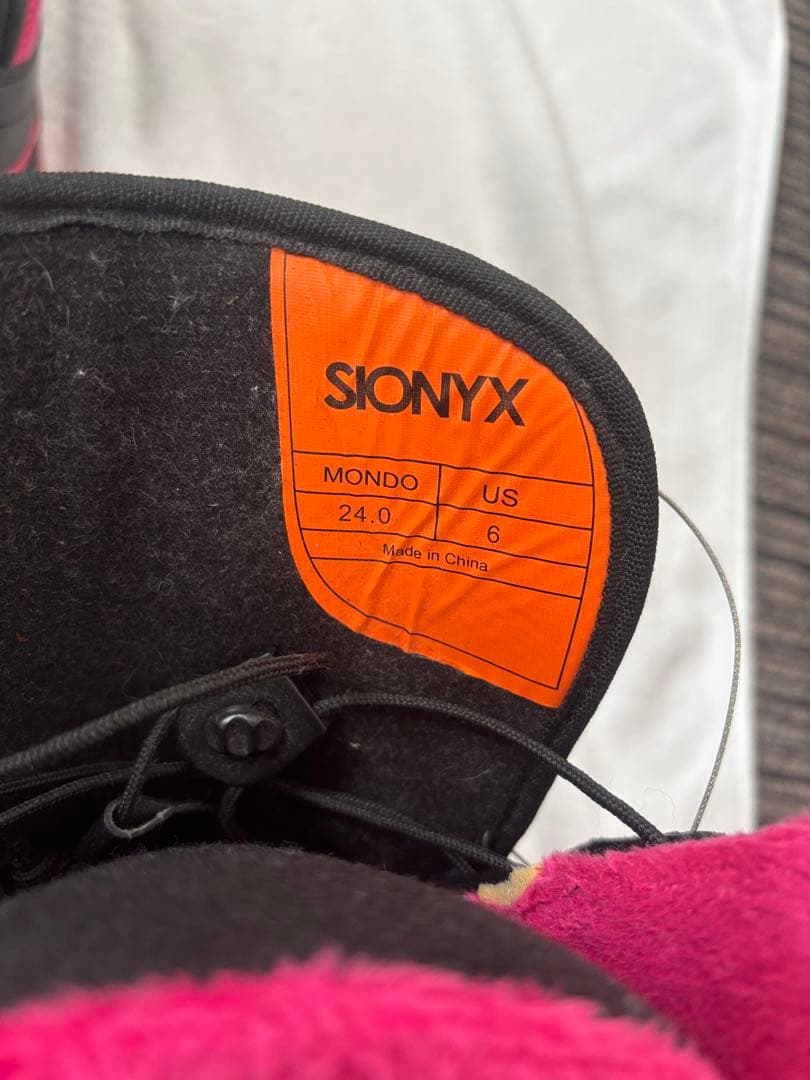 SIONYX
MONDO US
24.0 6
Made in China